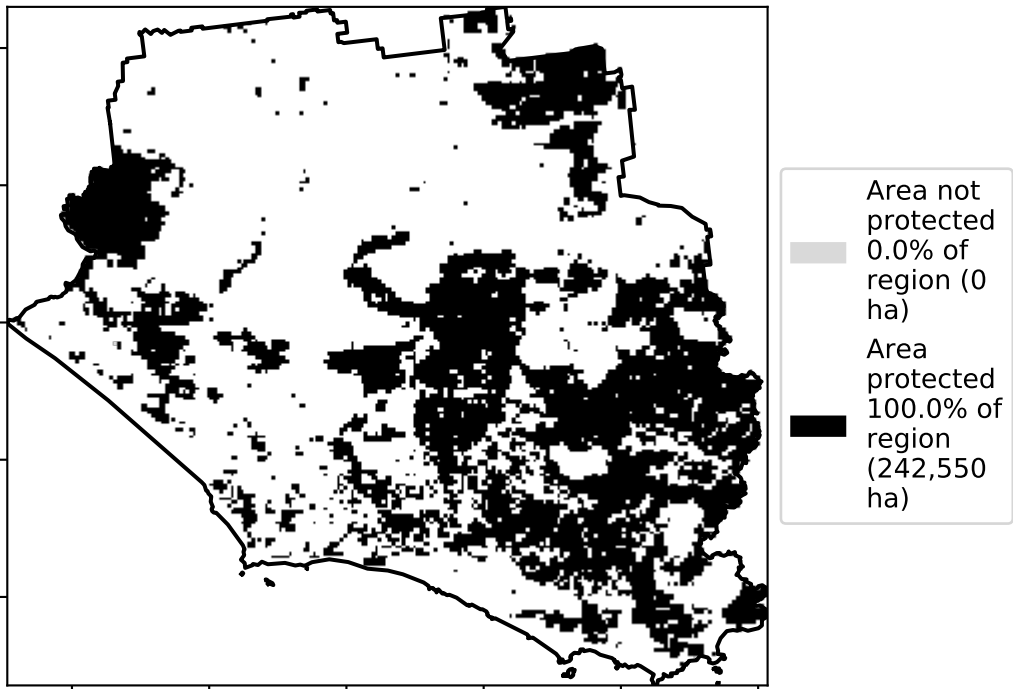 Area not
protected
0.0% of
region (0
ha)
Area
protected
100.0% of
region
(242,550
ha)